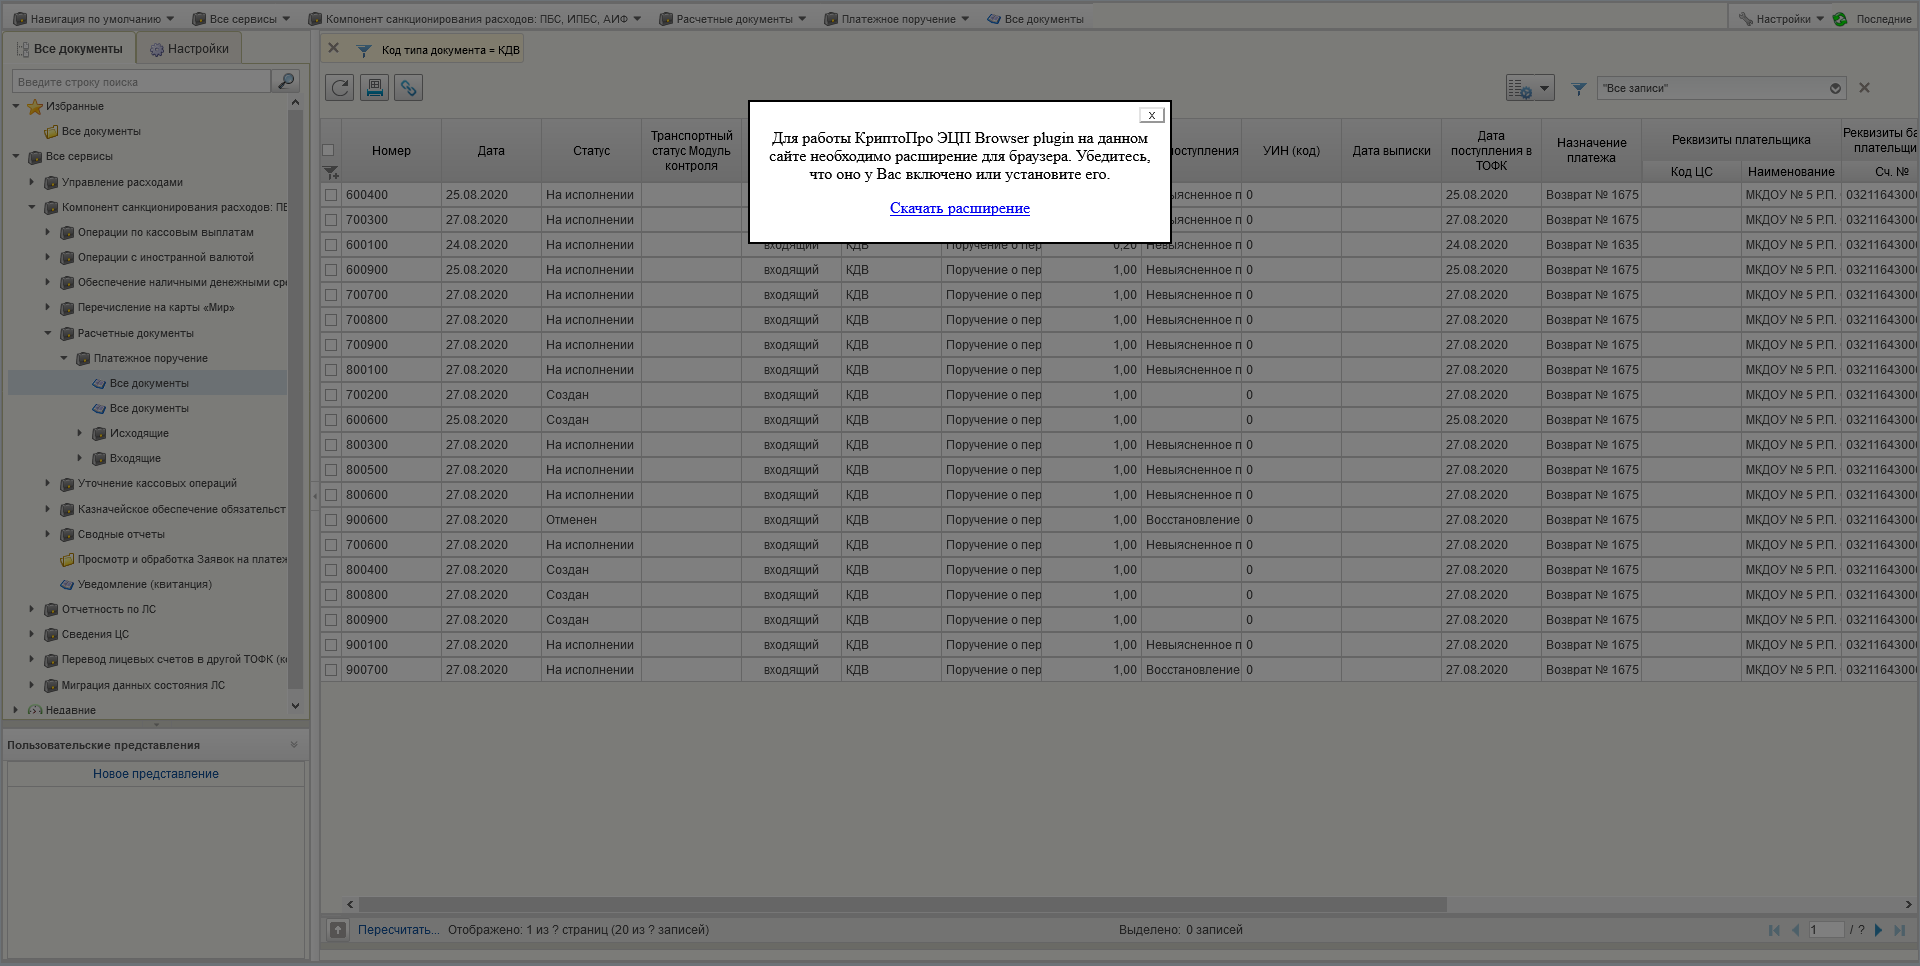 Навигация по умолчанию Все сервисы Компонент санкционирования расходов: ПБС, ИПБС, АИФ Расчетные документы Платежное поручение Все документы Настройки Последние
Все документы Настройки
Код типа документа = КДВ
Введите строку поиска
"Все записи"
Избранные
Все документы
Все сервисы
Управление расходами
Компонент санкционирования расходов: ПБ
Операции по кассовым выплатам
Операции с иностранной валютой
Обеспечение наличными денежными сре
Перечисление на карты «Мир»
Расчетные документы
Платежное поручение
Все документы
Все документы
Исходящие
Входящие
Уточнение кассовых операций
Казначейское обеспечение обязательст
Сводные отчеты
Просмотр и обработка Заявок на платеж
Уведомление (квитанция)
Отчетность по ЛС
Сведения ЦС
Перевод лицевых счетов в другой ТОФК (к
Миграция данных состояния ЛС
Недавние
Пользовательские представления
Новое представление
x
Для работы КриптоПро ЭЦП Browser plugin на данном
сайте необходимо расширение для браузера. Убедитесь,
что оно у Вас включено или установите его.
Скачать расширение
Номер Дата Статус Транспортный статус Модуль контроля поступления УИН (код) Дата выписки Дата поступления в ТОФК Назначение платежа Реквизиты плательщика Реквизиты ба плательщи
Код ЦС Наименование Сч. №
600400 25.08.2020 На исполнении выясненное п 0 25.08.2020 Возврат № 1675 МКДОУ № 5 Р.П. 0321164300
700300 27.08.2020 На исполнении выясненное п 0 27.08.2020 Возврат № 1675 МКДОУ № 5 Р.П. 0321164300
600100 24.08.2020 На исполнении входящий КДВ Поручение о пер 0,20 Невыясненное п 0 24.08.2020 Возврат № 1635 МКДОУ № 5 Р.П. 0321164300
600900 25.08.2020 На исполнении входящий КДВ Поручение о пер 1,00 Невыясненное п 0 25.08.2020 Возврат № 1675 МКДОУ № 5 Р.П. 0321164300
700700 27.08.2020 На исполнении входящий КДВ Поручение о пер 1,00 Невыясненное п 0 27.08.2020 Возврат № 1675 МКДОУ № 5 Р.П. 0321164300
700800 27.08.2020 На исполнении входящий КДВ Поручение о пер 1,00 Невыясненное п 0 27.08.2020 Возврат № 1675 МКДОУ № 5 Р.П. 0321164300
700900 27.08.2020 На исполнении входящий КДВ Поручение о пер 1,00 Невыясненное п 0 27.08.2020 Возврат № 1675 МКДОУ № 5 Р.П. 0321164300
800100 27.08.2020 На исполнении входящий КДВ Поручение о пер 1,00 Невыясненное п 0 27.08.2020 Возврат № 1675 МКДОУ № 5 Р.П. 0321164300
700200 27.08.2020 Создан входящий КДВ Поручение о пер 1,00 0 27.08.2020 Возврат № 1675 МКДОУ № 5 Р.П. 0321164300
600600 25.08.2020 Создан входящий КДВ Поручение о пер 1,00 0 25.08.2020 Возврат № 1675 МКДОУ № 5 Р.П. 0321164300
800300 27.08.2020 На исполнении входящий КДВ Поручение о пер 1,00 Невыясненное п 0 27.08.2020 Возврат № 1675 МКДОУ № 5 Р.П. 0321164300
800500 27.08.2020 На исполнении входящий КДВ Поручение о пер 1,00 Невыясненное п 0 27.08.2020 Возврат № 1675 МКДОУ № 5 Р.П. 0321164300
800600 27.08.2020 На исполнении входящий КДВ Поручение о пер 1,00 Невыясненное п 0 27.08.2020 Возврат № 1675 МКДОУ № 5 Р.П. 0321164300
900600 27.08.2020 Отменен входящий КДВ Поручение о пер 1,00 Восстановление 0 27.08.2020 Возврат № 1675 МКДОУ № 5 Р.П. 0321164300
700600 27.08.2020 На исполнении входящий КДВ Поручение о пер 1,00 Невыясненное п 0 27.08.2020 Возврат № 1675 МКДОУ № 5 Р.П. 0321164300
800400 27.08.2020 Создан входящий КДВ Поручение о пер 1,00 0 27.08.2020 Возврат № 1675 МКДОУ № 5 Р.П. 0321164300
800800 27.08.2020 Создан входящий КДВ Поручение о пер 1,00 0 27.08.2020 Возврат № 1675 МКДОУ № 5 Р.П. 0321164300
800900 27.08.2020 Создан входящий КДВ Поручение о пер 1,00 0 27.08.2020 Возврат № 1675 МКДОУ № 5 Р.П. 0321164300
900100 27.08.2020 На исполнении входящий КДВ Поручение о пер 1,00 Невыясненное п 0 27.08.2020 Возврат № 1675 МКДОУ № 5 Р.П. 0321164300
900700 27.08.2020 На исполнении входящий КДВ Поручение о пер 1,00 Восстановление 0 27.08.2020 Возврат № 1675 МКДОУ № 5 Р.П. 0321164300
Пересчитать... Отображено: 1 из ? страниц (20 из ? записей) Выделено: 0 записей 1 / ?